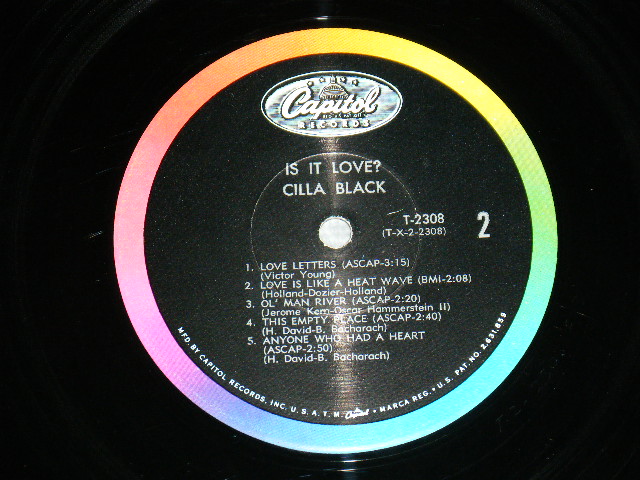 Capitol
RECORDS
IS IT LOVE?
CILLA BLACK
T-2308
(T-X-2-2308)
2
1. LOVE LETTERS (ASCAP-3:15)
(Victor Young)
2. LOVE IS LIKE A HEAT WAVE (BMI-2:08)
(Holland-Dozier-Holland)
3. OL' MAN RIVER (ASCAP-2:20)
(Jerome Kern-Oscar Hammerstein II)
4. THIS EMPTY PLACE (ASCAP-2:40)
(H. David-B. Bacharach)
5. ANYONE WHO HAD A HEART
(ASCAP-2:50)
(H. David-B. Bacharach)
MFD. BY CAPITOL RECORDS, INC. U.S.A. T.M. Capitol • MARCA REG. • U.S. PAT. NO. 2,631,859